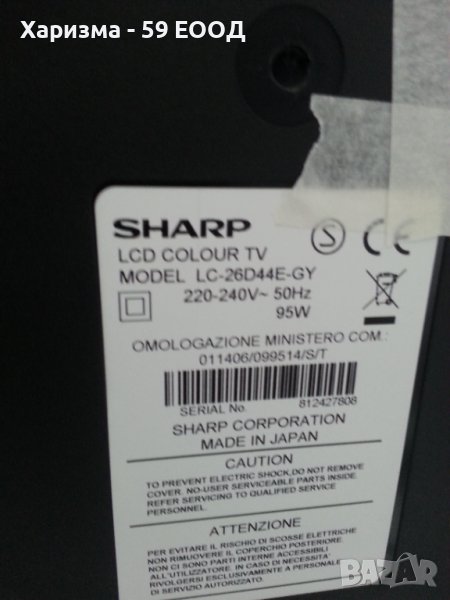 Харизма - 59 ЕООД
SHARP
S CE
LCD COLOUR TV
MODEL LC-26D44E-GY
220-240V~ 50Hz
95W
OMOLOGAZIONE MINISTERO COM.:
011406/099514/S/T
SERIAL No. 812427808
SHARP CORPORATION
MADE IN JAPAN
CAUTION
TO PREVENT ELECTRIC SHOCK,DO NOT REMOVE
COVER. NO-USER SERVICEABLE PARTS INSIDE.
REFER SERVICING TO QUALIFIED SERVICE
PERSONNEL.
ATTENZIONE
PER EVITARE IL RISCHIO DI SCOSSE ELETTRICHE
NON RIMUOVERE IL COPERCHIO POSTERIORE
ALL'UTILIZZATORE. IN CASO DI NECESSITA'
CI SONO PARTI INTERNE ACCESSIBILI
RIVOLGERSI ESCLUSIVAMENTE A PERSONALE
DI SERVIZIO AUTORIZZATO.
BAZAR